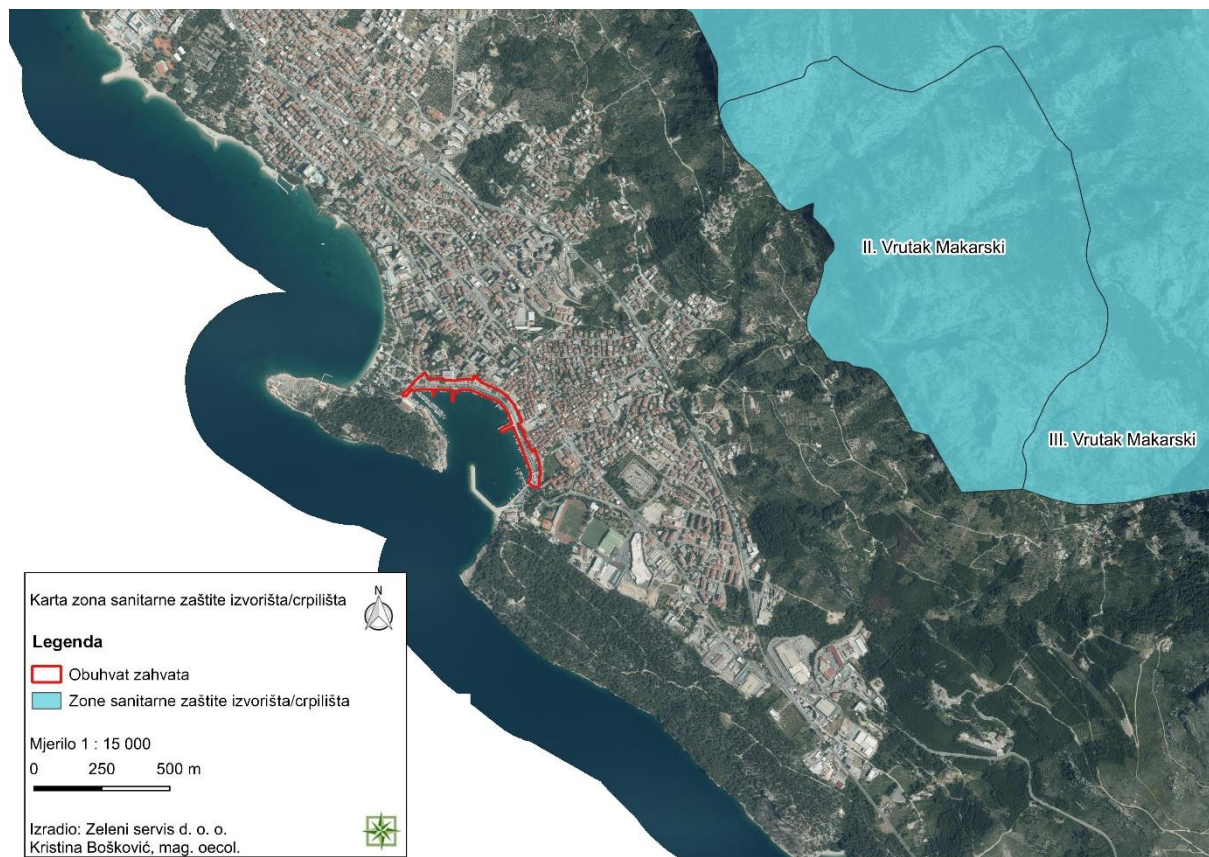 II. Vrutak Makarski
III. Vrutak Makarski
Karta zona sanitarne zaštite izvorišta/crpilišta
N
Legenda
Obuhvat zahvata
Zone sanitarne zaštite izvorišta/crpilišta
Mjerilo 1 : 15 000
0 250 500 m
Izradio: Zeleni servis d. o. o.
Kristina Bošković, mag. oecol.